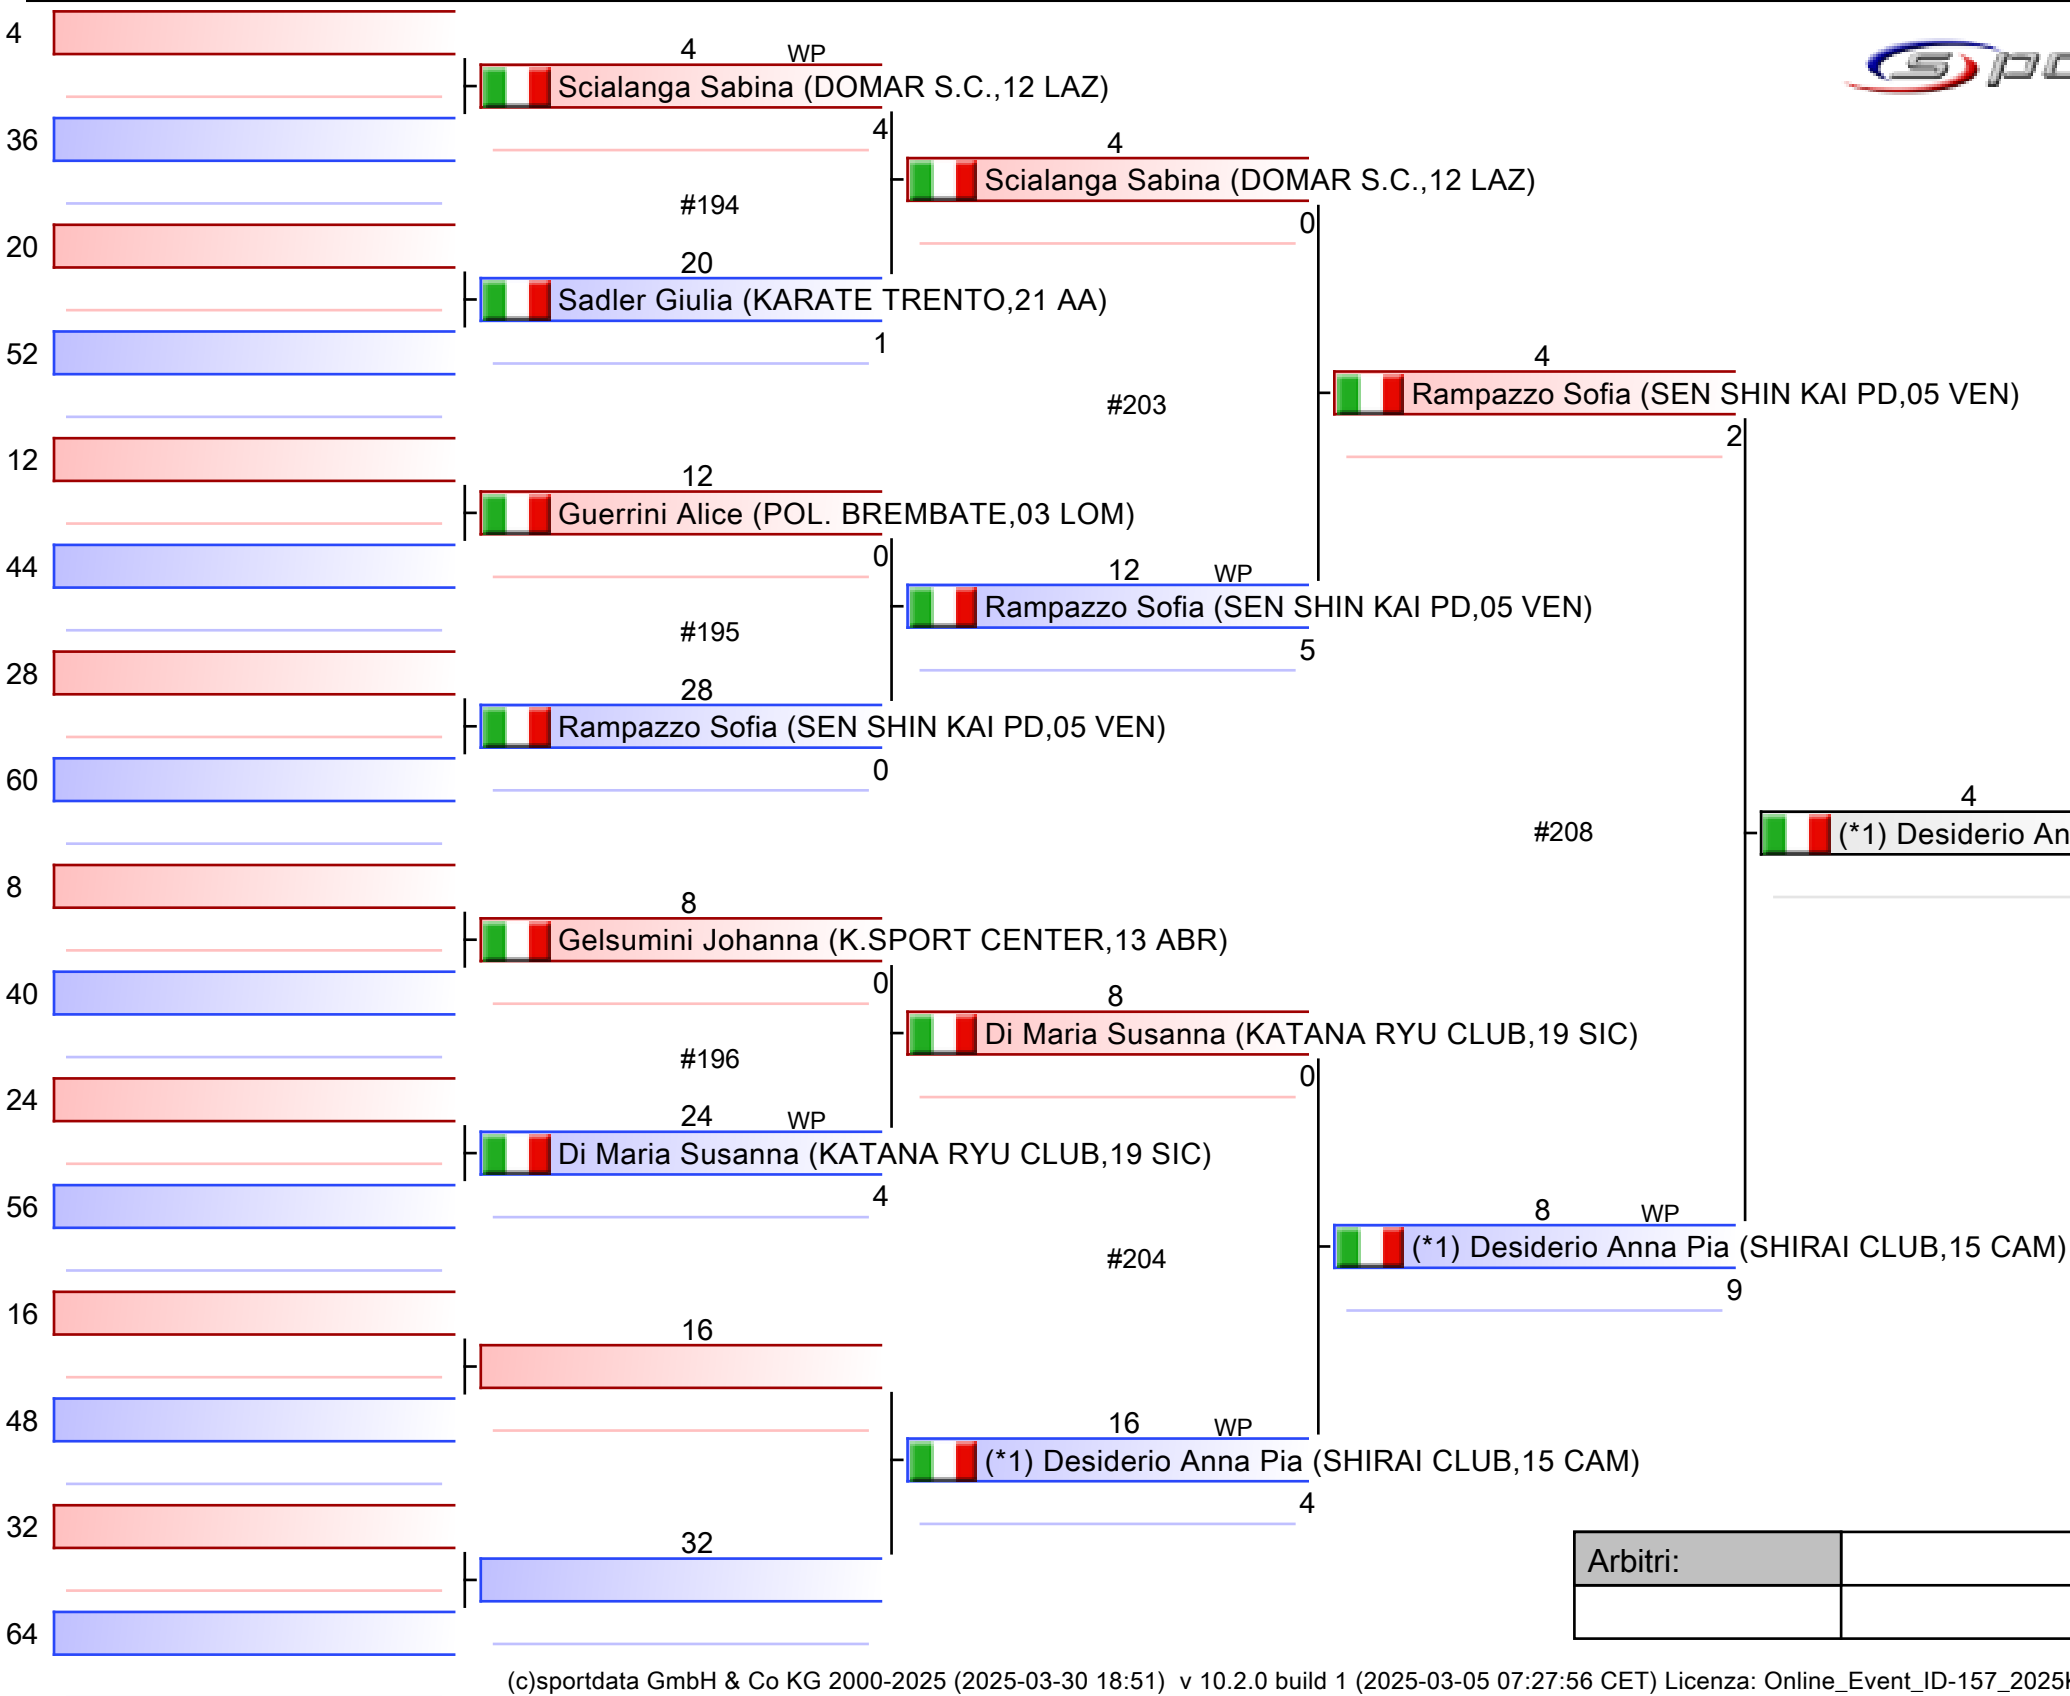 4
4 WP
Scialanga Sabina (DOMAR S.C.,12 LAZ)
4
36
4
Scialanga Sabina (DOMAR S.C.,12 LAZ)
0
#194
20
20
Sadler Giulia (KARATE TRENTO,21 AA)
1
52
4
Rampazzo Sofia (SEN SHIN KAI PD,05 VEN)
2
#203
12
12
Guerrini Alice (POL. BREMBATE,03 LOM)
0
44
12 WP
Rampazzo Sofia (SEN SHIN KAI PD,05 VEN)
5
#195
28
28
Rampazzo Sofia (SEN SHIN KAI PD,05 VEN)
0
60
4
(*1) Desiderio An
#208
8
8
Gelsumini Johanna (K.SPORT CENTER,13 ABR)
0
40
8
Di Maria Susanna (KATANA RYU CLUB,19 SIC)
0
#196
24
24 WP
Di Maria Susanna (KATANA RYU CLUB,19 SIC)
4
56
8 WP
(*1) Desiderio Anna Pia (SHIRAI CLUB,15 CAM)
9
#204
16
16
48
16 WP
(*1) Desiderio Anna Pia (SHIRAI CLUB,15 CAM)
4
32
32
64
Arbitri:
(c)sportdata GmbH & Co KG 2000-2025 (2025-03-30 18:51) v 10.2.0 build 1 (2025-03-05 07:27:56 CET) Licenza: Online_Event_ID-157_2025